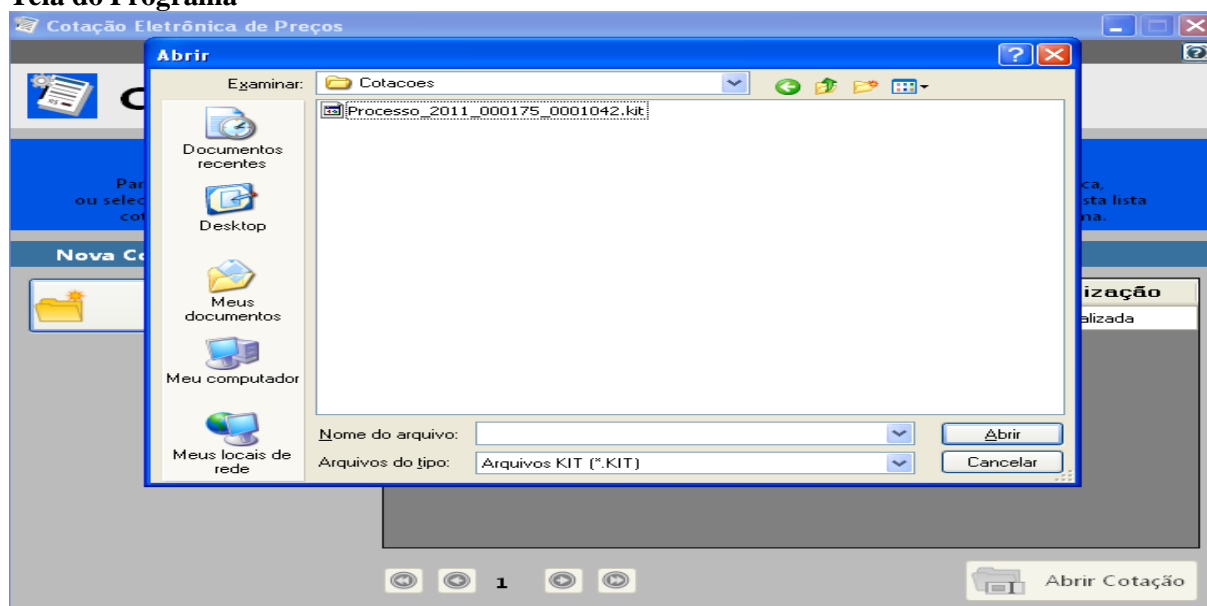 Tela do Programa
Cotação Eletrônica de Preços
Abrir
Examinar: Cotacoes
Processo_2011_000175_0001042.kit
Documentos
recentes
Desktop
Meus
documentos
Meu computador
Meus locais de
rede
Nome do arquivo: Abrir
Arquivos do tipo: Arquivos KIT (*.KIT) Cancelar
C
Par
ca,
ou selec
sta lista
cot
na.
Nova Co
ização
alizada
1
Abrir Cotação